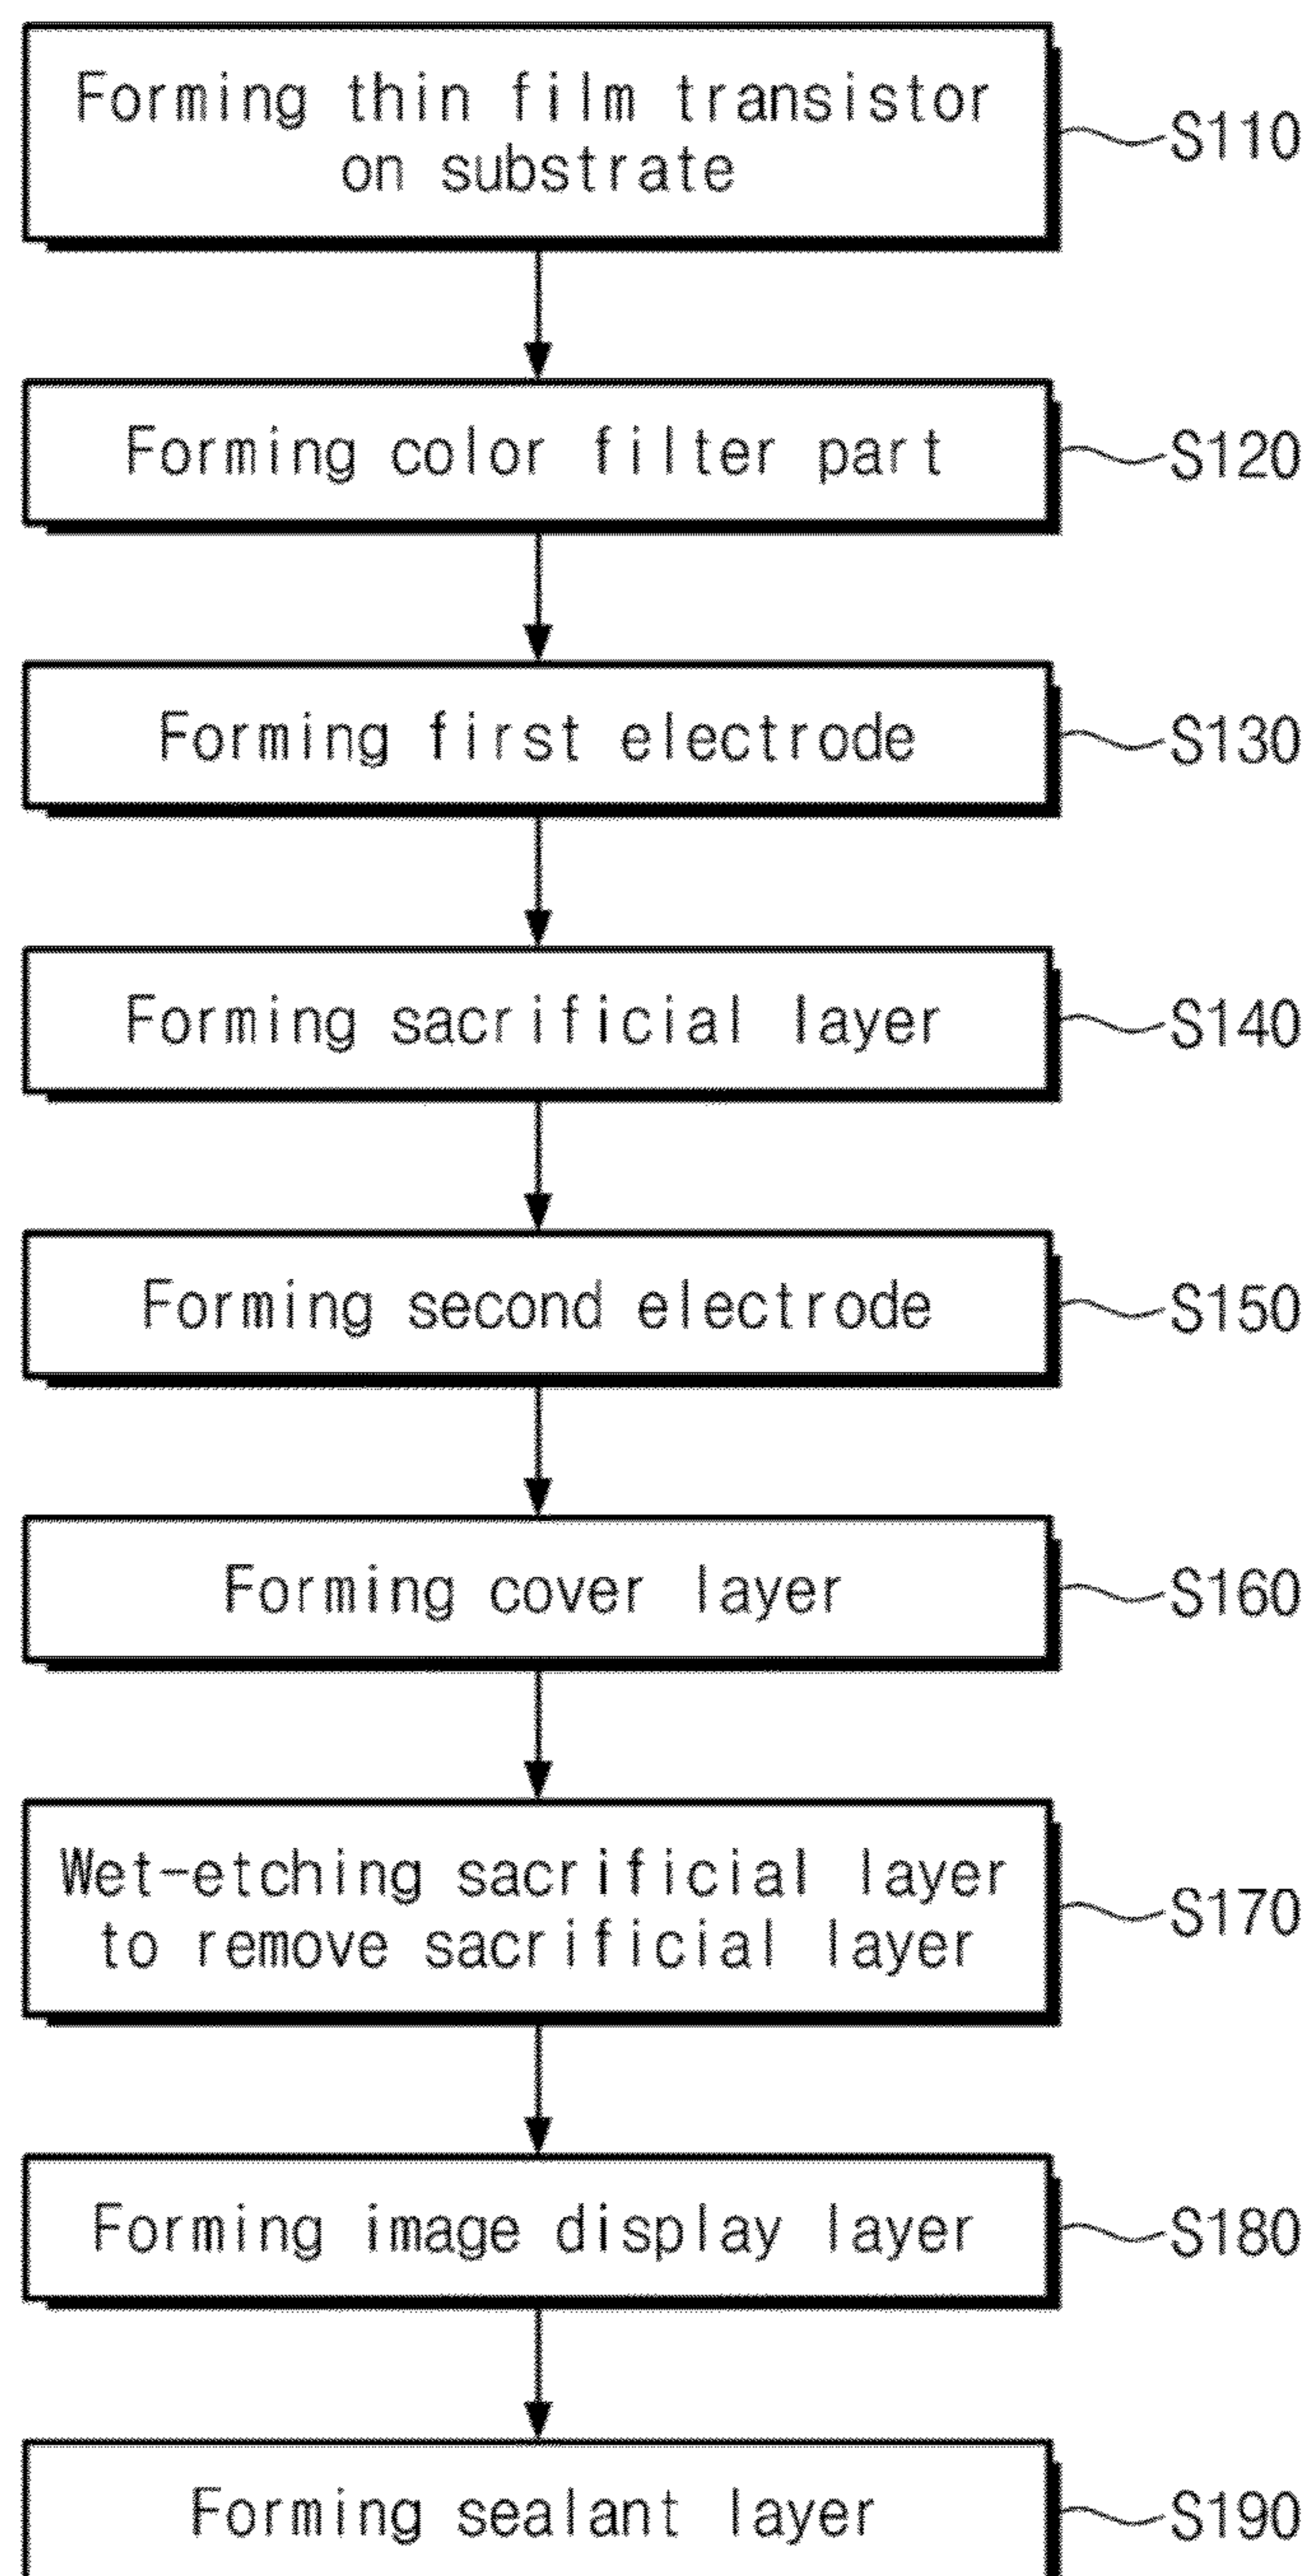 Forming thin film transistor
on substrate
S110
Forming color filter part
S120
Forming first electrode
S130
Forming sacrificial layer
S140
Forming second electrode
S150
Forming cover layer
S160
Wet-etching sacrificial layer
to remove sacrificial layer
S170
Forming image display layer
S180
Forming sealant layer
S190